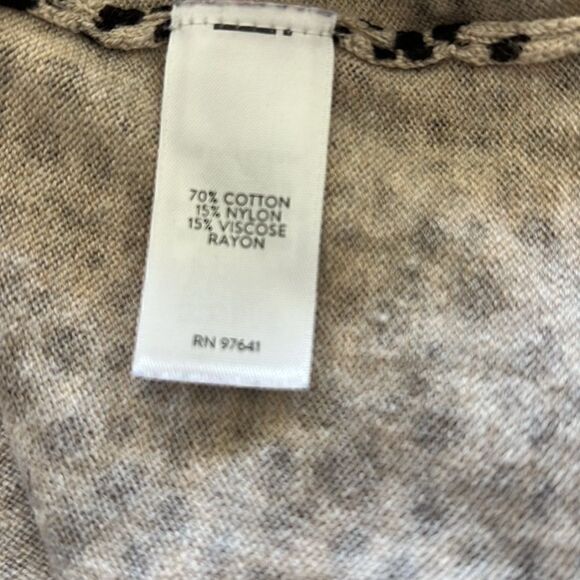 70% COTTON
15% NYLON
15% VISCOSE
RAYON
RN 97641